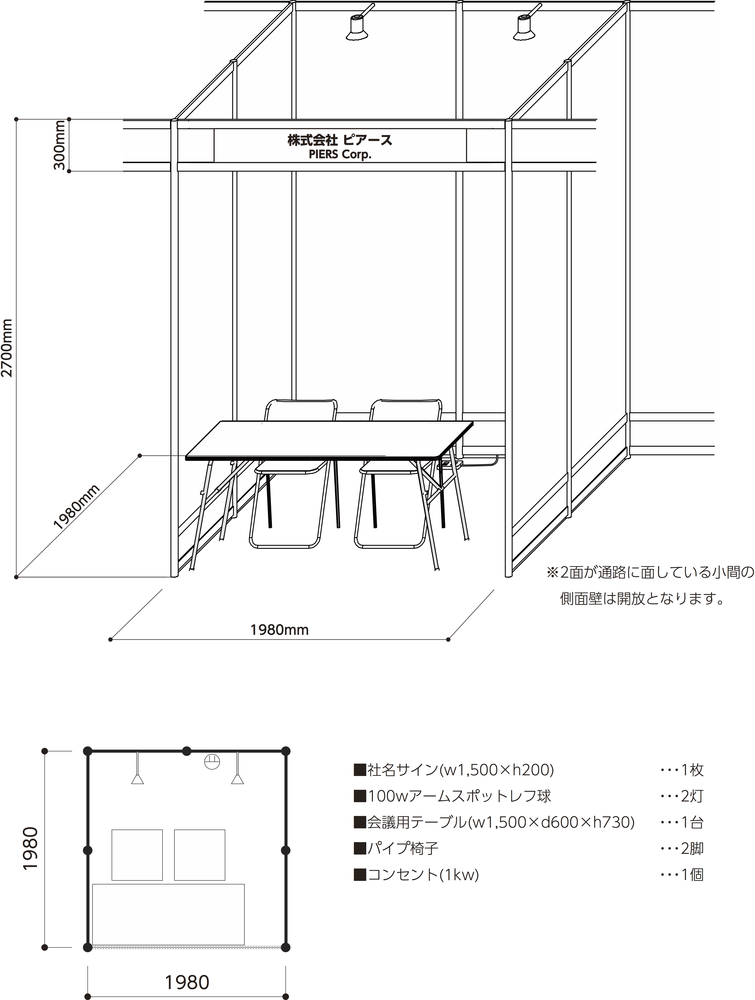 300mm
株式会社 ピアース
PIERS Corp.
2700mm
1980mm
※2面が通路に面している小間の
側面壁は開放となります。
1980mm
■社名サイン(w1,500×h200) ･･･1枚
■100wアームスポットレフ球 ･･･2灯
■会議用テーブル(w1,500×d600×h730) ･･･1台
■パイプ椅子 ･･･2脚
■コンセント(1kw) ･･･1個
1980
1980